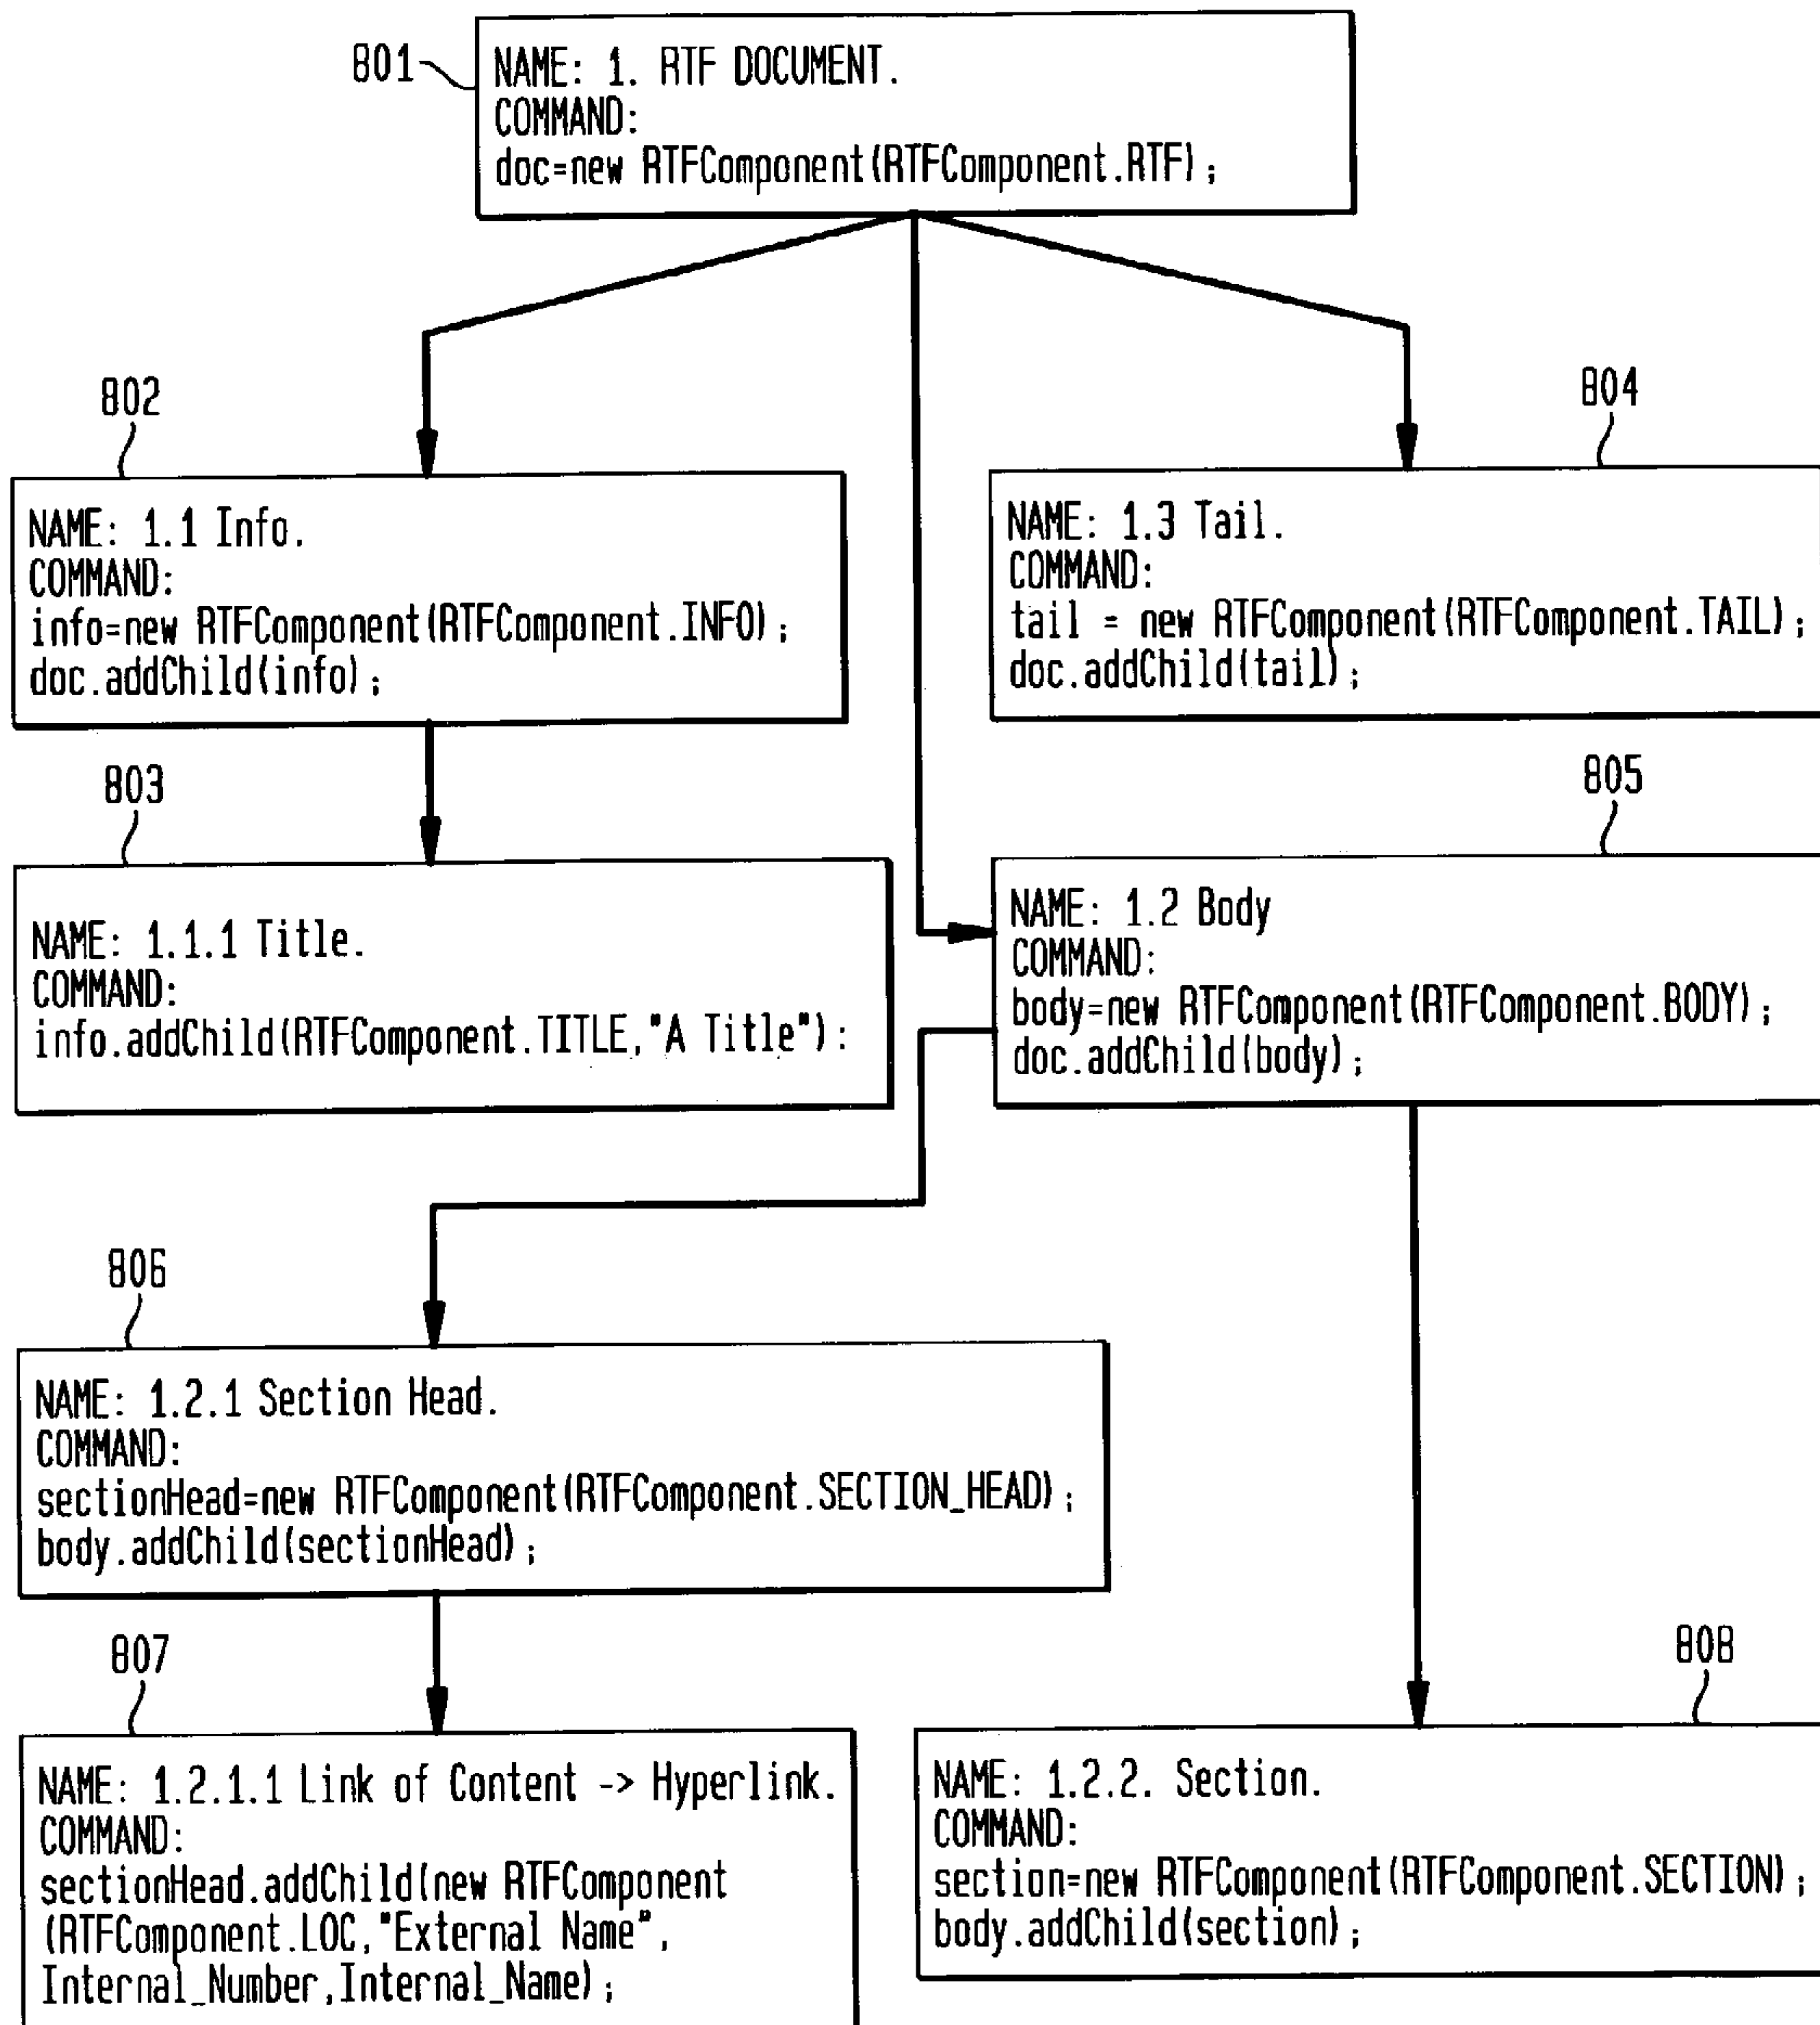 801
NAME: 1. RTF DOCUMENT.
COMMAND:
doc=new RTFComponent(RTFComponent.RTF);
802
NAME: 1.1 Info.
COMMAND:
info=new RTFComponent(RTFComponent.INFO);
doc.addChild(info);
804
NAME: 1.3 Tail.
COMMAND:
tail = new RTFComponent(RTFComponent.TAIL);
doc.addChild(tail);
803
NAME: 1.1.1 Title.
COMMAND:
info.addChild(RTFComponent.TITLE,"A Title"):
805
NAME: 1.2 Body
COMMAND:
body=new RTFComponent(RTFComponent.BODY);
doc.addChild(body);
806
NAME: 1.2.1 Section Head.
COMMAND:
sectionHead=new RTFComponent(RTFComponent.SECTION_HEAD);
body.addChild(sectionHead);
807
NAME: 1.2.1.1 Link of Content -> Hyperlink.
COMMAND:
sectionHead.addChild(new RTFComponent
(RTFComponent.LOC,"External Name",
Internal_Number,Internal_Name);
808
NAME: 1.2.2. Section.
COMMAND:
section=new RTFComponent(RTFComponent.SECTION);
body.addChild(section);